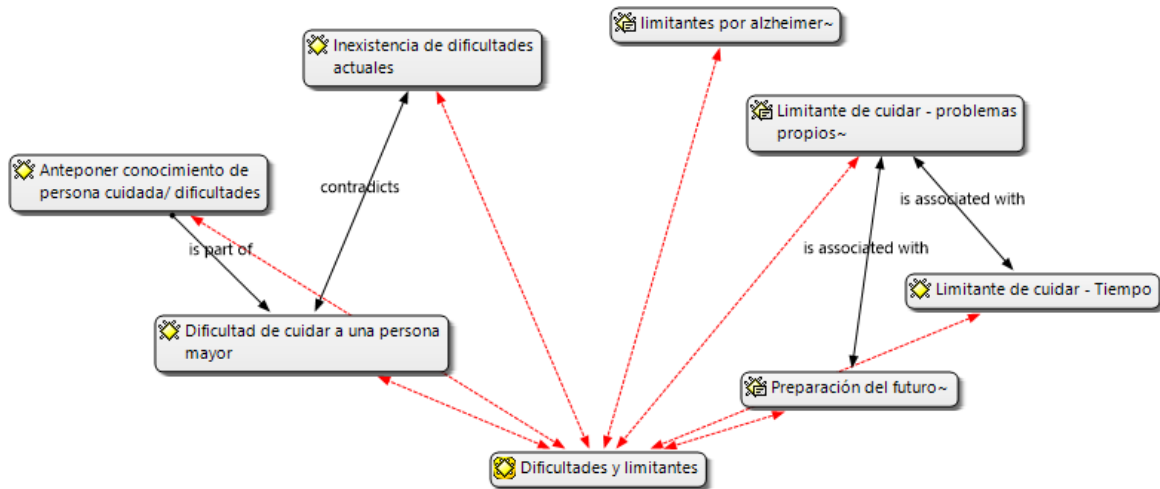 limitantes por alzheimer~
Inexistencia de dificultades
actuales
Limitante de cuidar - problemas
propios~
Anteponer conocimiento de
persona cuidada/ dificultades
contradicts
is associated with
is part of
is associated with
Limitante de cuidar - Tiempo
Dificultad de cuidar a una persona
mayor
Preparación del futuro~
Dificultades y limitantes